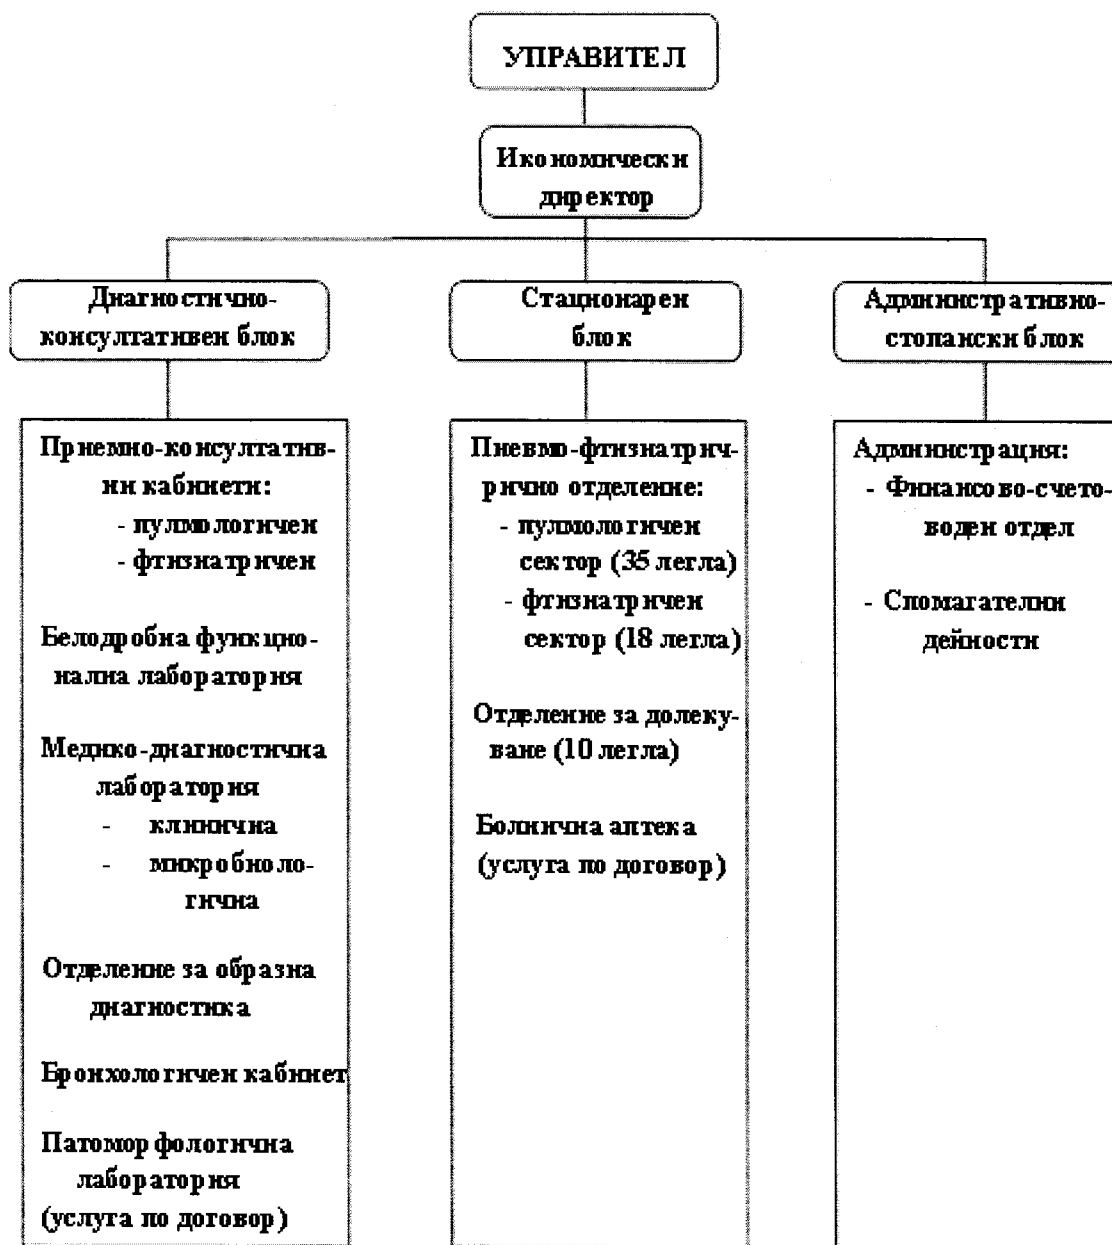 УПРАВИТЕЛ
Икономически
директор
Диагностично-
консултативен блок
Стационарен
блок
Административно-
стопански блок
Приемно-консултатив-
ни кабинети:
- пулмологичен
- фтизиатричен
Белодробна функцио-
нална лаборатория
Медико-диагностична
лаборатория
- клинична
- микробиоло-
гична
Отделение за образна
диагностика
Бронхологичен кабинет
Патоморфологична
лаборатория
(услуга по договор)
Пневмо-фтизиатрич-
рично отделение:
- пулмологичен
сектор (35 легла)
- фтизиатричен
сектор (18 легла)
Отделение за долеку-
ване (10 легла)
Болнична аптека
(услуга по договор)
Администрация:
- Финансово-счето-
воден отдел
- Спомагателни
дейности